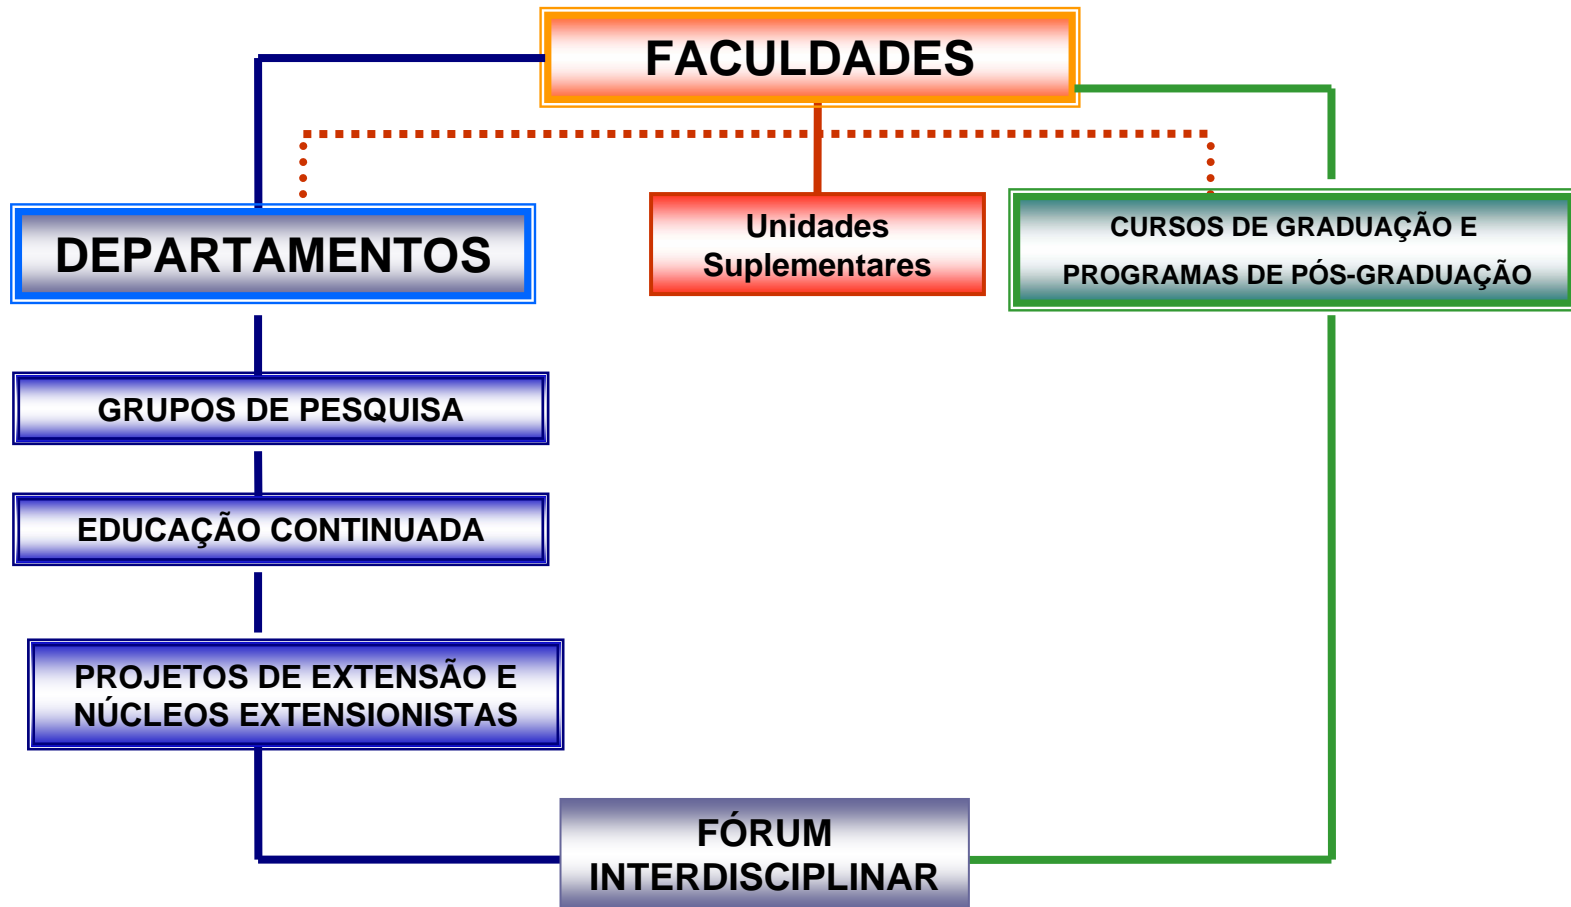 FACULDADES
DEPARTAMENTOS
Unidades
Suplementares
CURSOS DE GRADUAÇÃO E
PROGRAMAS DE PÓS-GRADUAÇÃO
GRUPOS DE PESQUISA
EDUCAÇÃO CONTINUADA
PROJETOS DE EXTENSÃO E
NÚCLEOS EXTENSIONISTAS
FÓRUM
INTERDISCIPLINAR